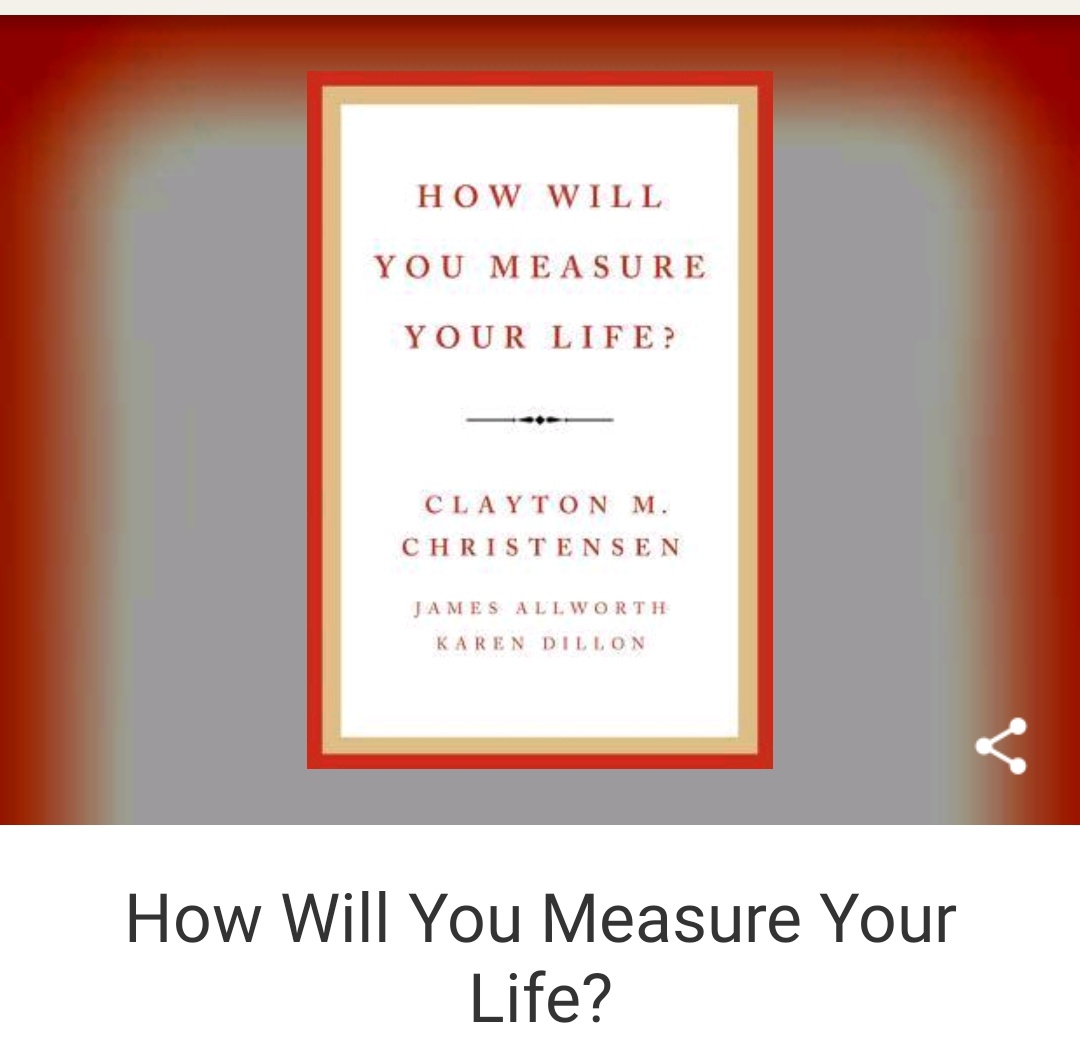 HOW WILL
YOU MEASURE
YOUR LIFE?
CLAYTON M.
CHRISTENSEN
JAMES ALLWORTH
KAREN DILLON
How Will You Measure Your
Life?